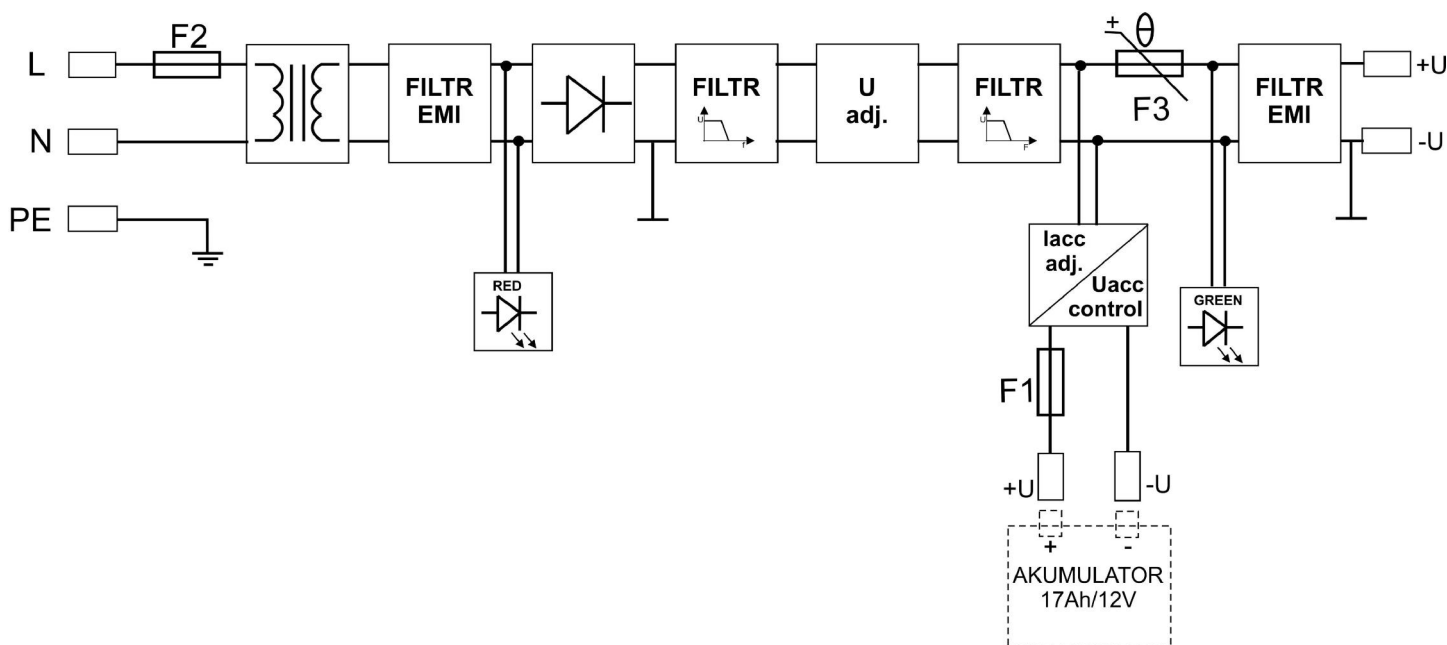 L
F2
N
PE
FILTR
EMI
RED
FILTR
U
f
U
adj.
FILTR
U
F
+
θ
F3
FILTR
EMI
+U
-U
Iacc
adj.
Uacc
control
GREEN
F1
+U
-U
+
-
AKUMULATOR
17Ah/12V